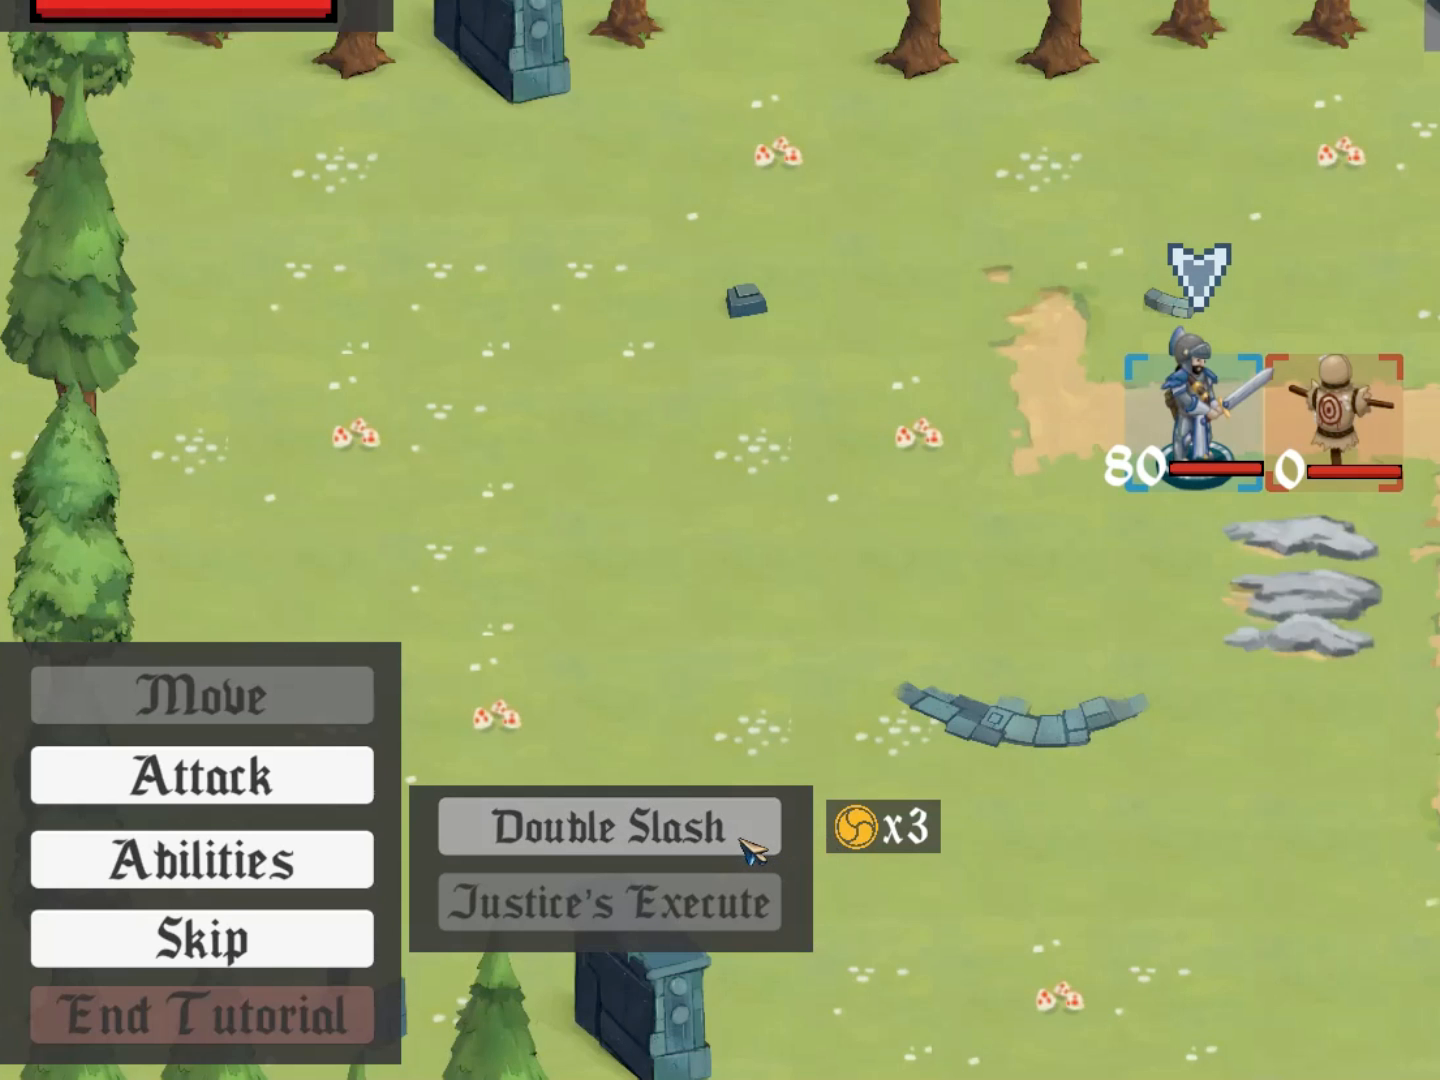 80
0
Move
Attack
Double Slash
x3
Abilities
Justice's Execute
Skip
End Tutorial